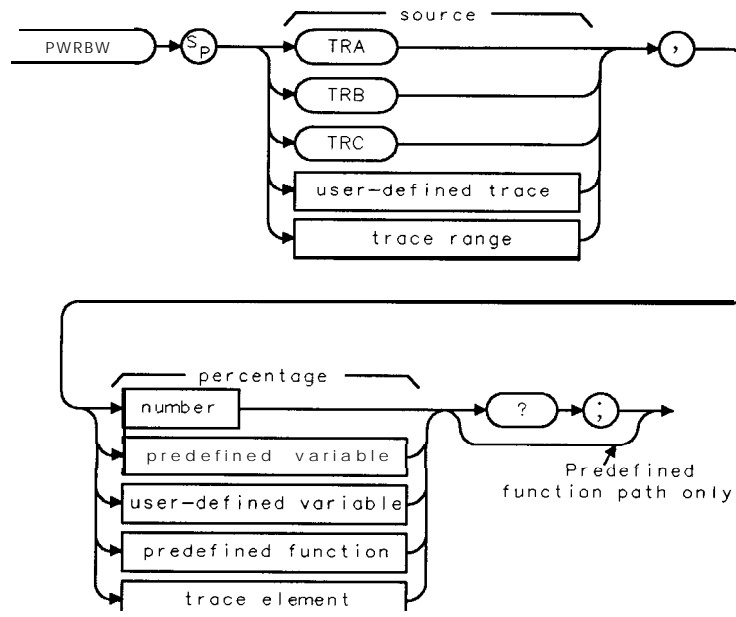 source
PWRBW
SP
TRA
,
TRB
TRC
user-defined trace
trace range
percentage
number
?
;
predefined variable
Predefined
function path only
user-defined variable
predefined function
trace element